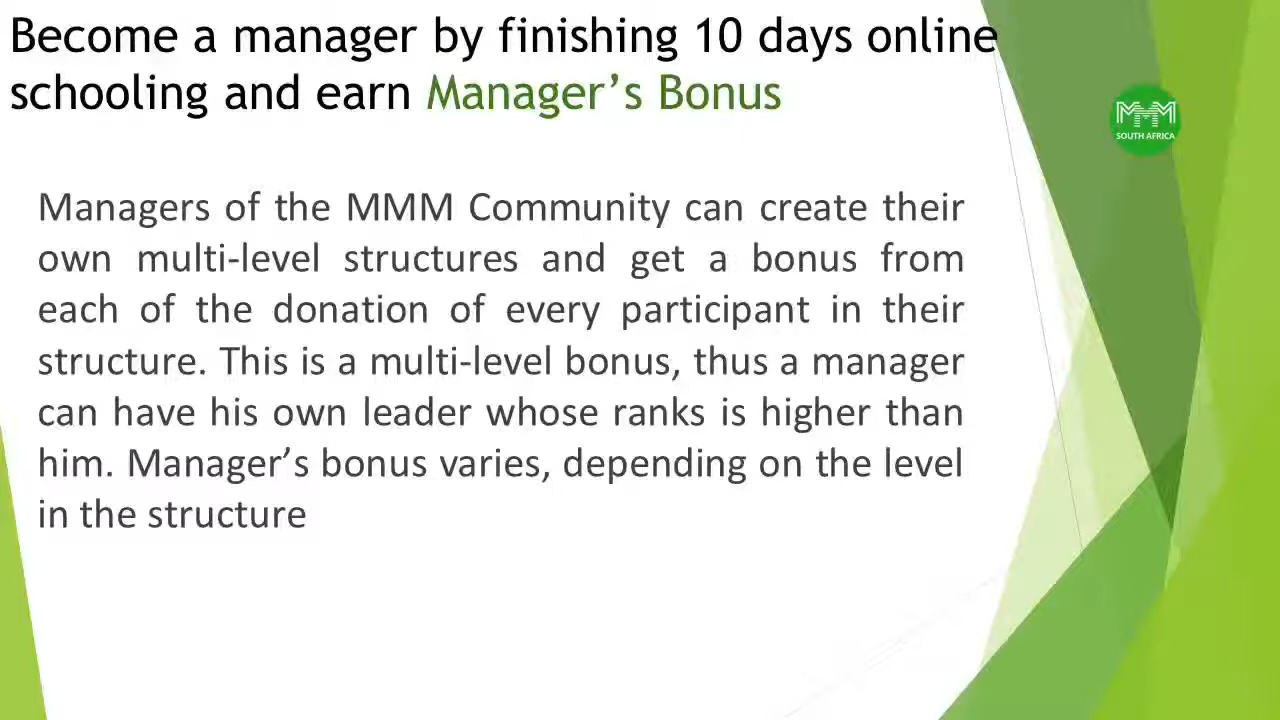 Become a manager by finishing 10 days online
schooling and earn Manager’s Bonus
MMM
SOUTH AFRICA
Managers of the MMM Community can create their
own multi-level structures and get a bonus from
each of the donation of every participant in their
structure. This is a multi-level bonus, thus a manager
can have his own leader whose ranks is higher than
him. Manager’s bonus varies, depending on the level
in the structure